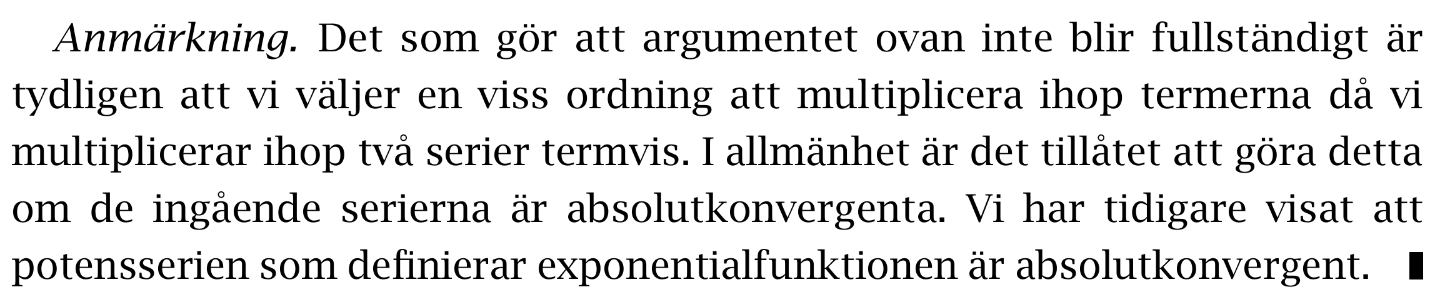 Anmärkning. Det som gör att argumentet ovan inte blir fullständigt är
tydligen att vi väljer en viss ordning att multiplicera ihop termerna då vi
multiplicerar ihop två serier termvis. I allmänhet är det tillåtet att göra detta
om de ingående serierna är absolutkonvergenta. Vi har tidigare visat att
potensserien som definierar exponentialfunktionen är absolutkonvergent. ∎